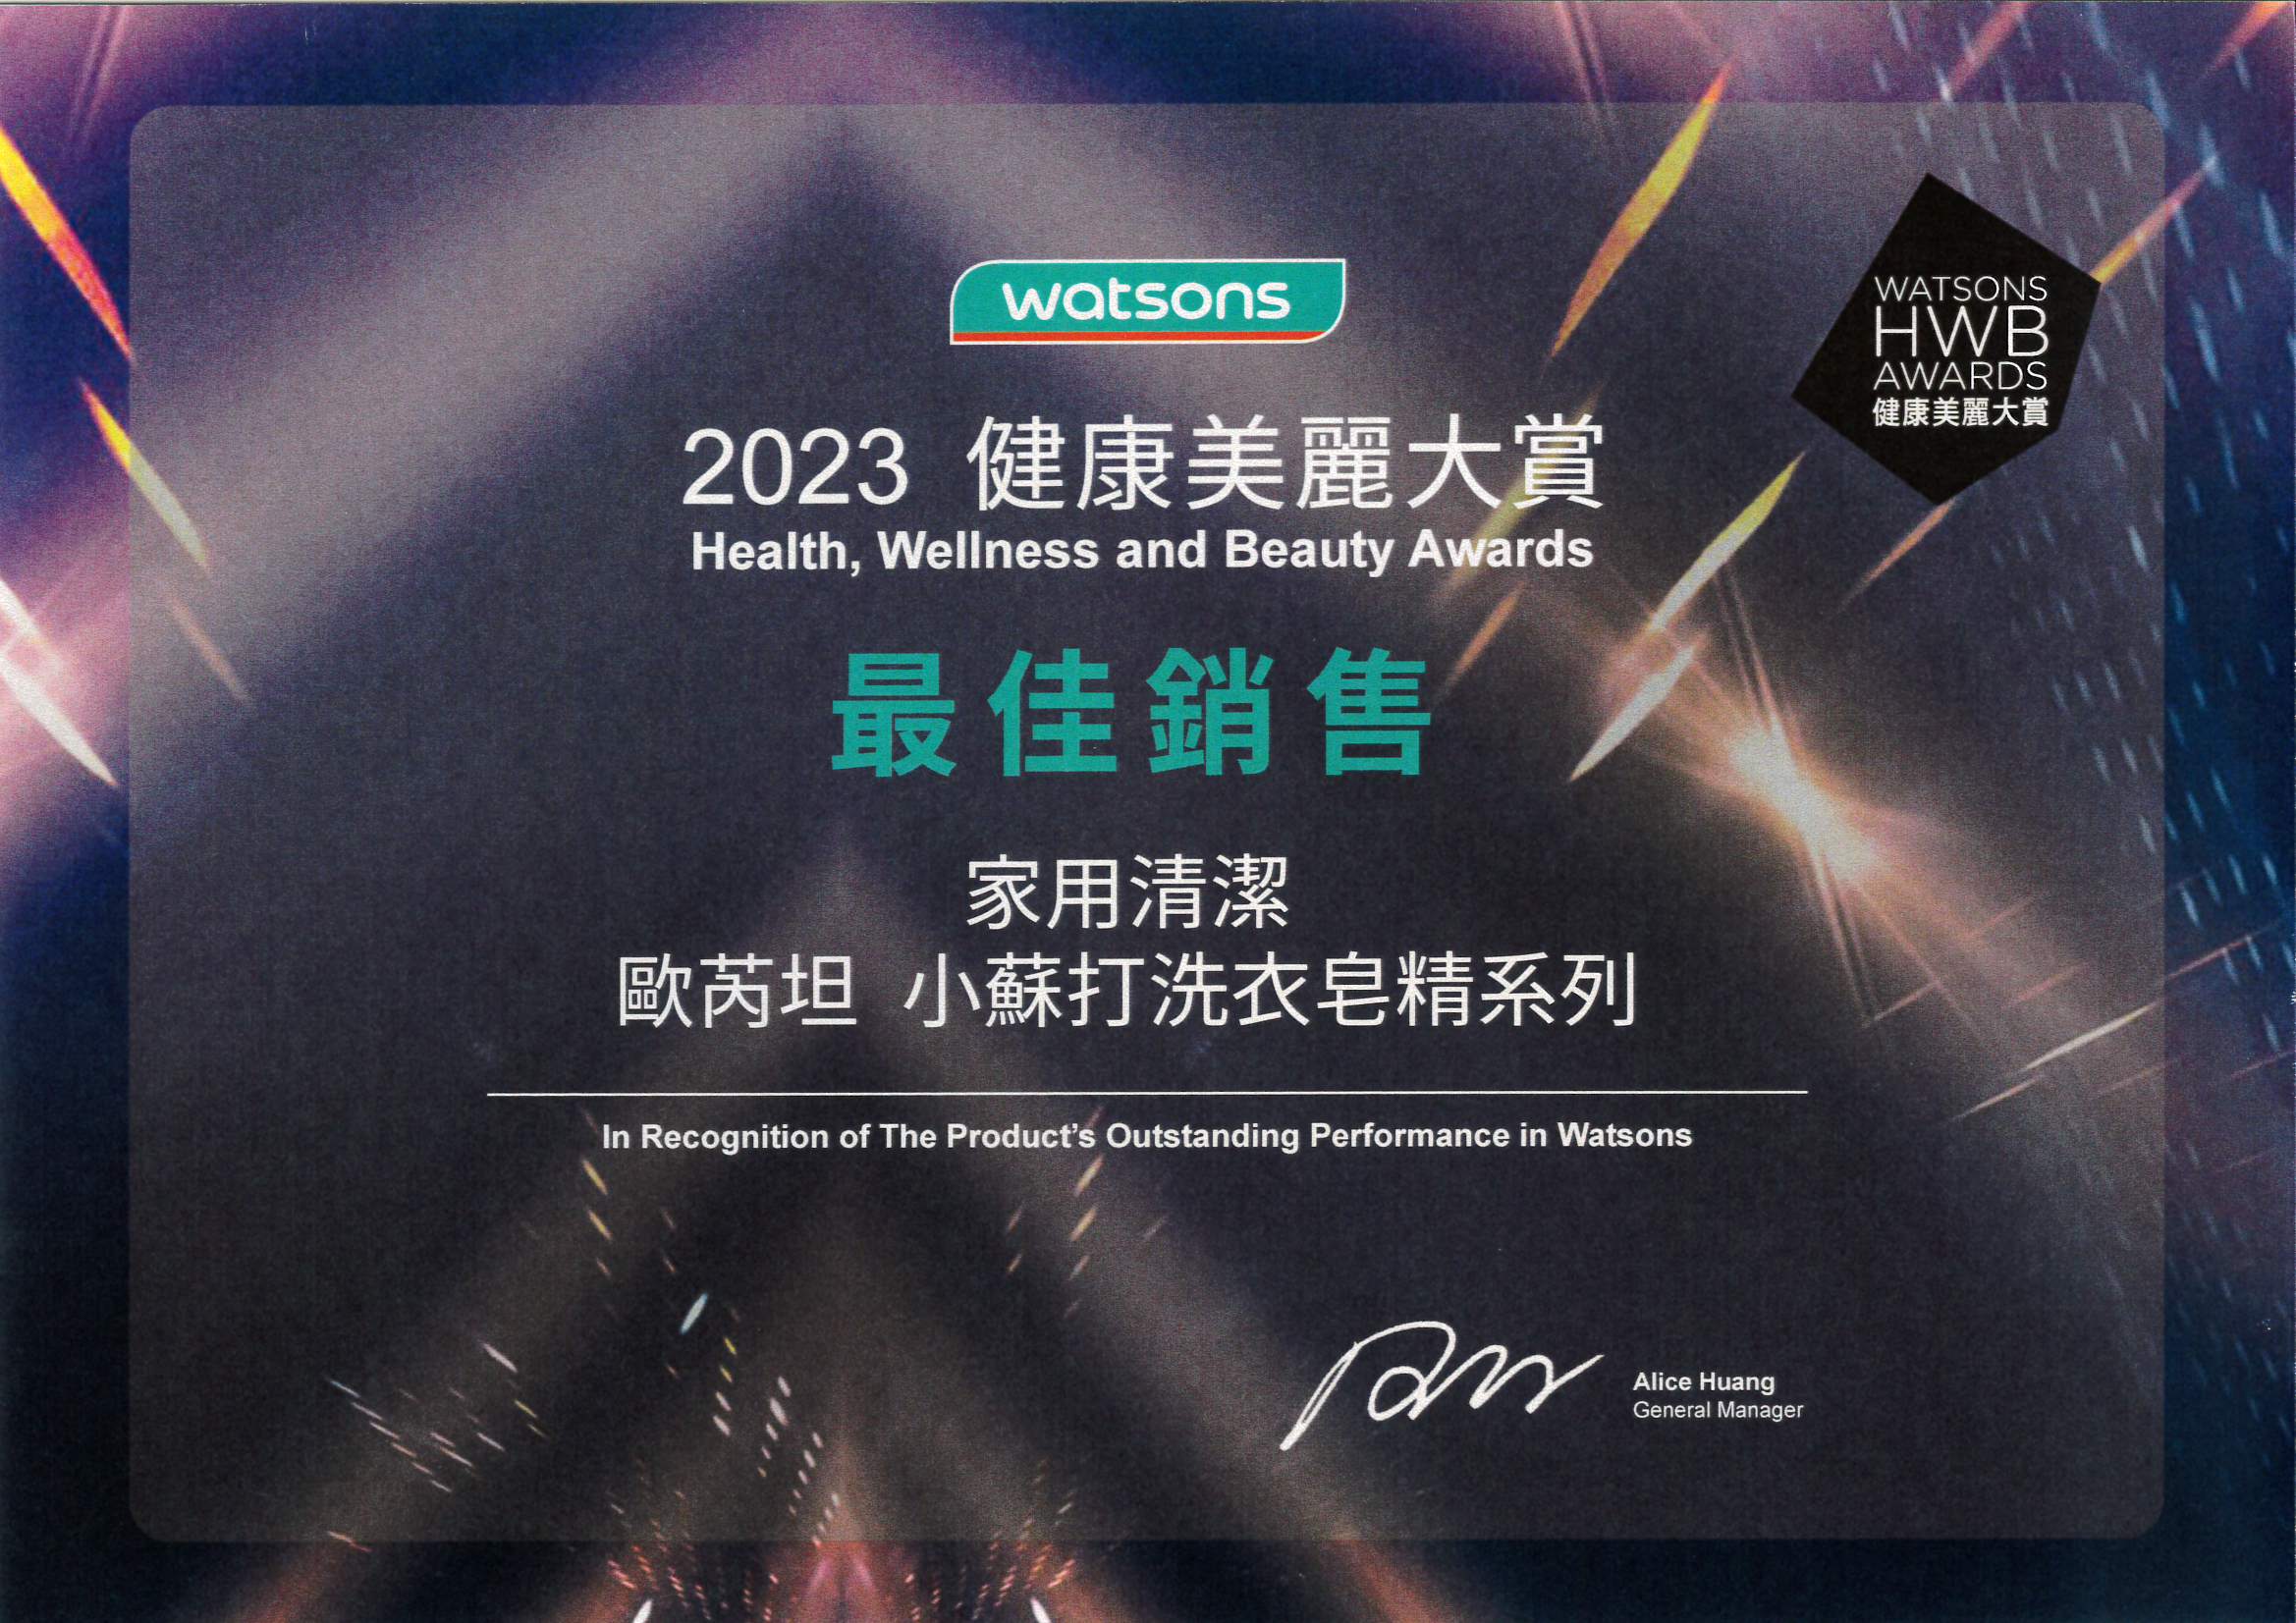 watsons
WATSONS
HWB
AWARDS
健康美麗大賞
2023 健康美麗大賞
Health, Wellness and Beauty Awards
最佳銷售
家用清潔
歐芮坦 小蘇打洗衣皂精系列
In Recognition of The Product's Outstanding Performance in Watsons
Alice Huang
General Manager